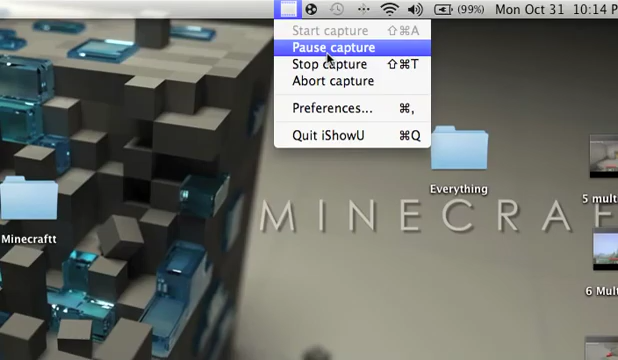 (99%) Mon Oct 31 10:14 P
Start capture ⇧⌘A
Pause capture
Stop capture ⇧⌘T
Abort capture
Preferences... ⌘,
Quit iShowU ⌘Q
Everything
Minecraftt
MINECRAF
5 mult
6 Mult